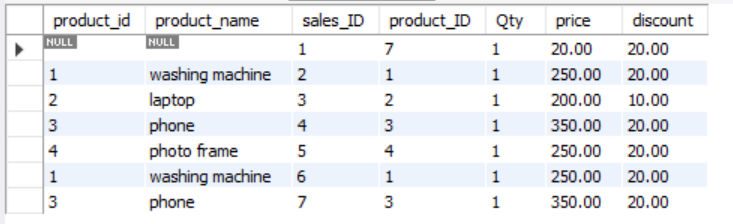 product_id product_name sales_ID product_ID Qty price discount
NULL NULL 1 7 1 20.00 20.00
1 washing machine 2 1 1 250.00 20.00
2 laptop 3 2 1 200.00 10.00
3 phone 4 3 1 350.00 20.00
4 photo frame 5 4 1 250.00 20.00
1 washing machine 6 1 1 250.00 20.00
3 phone 7 3 1 350.00 20.00